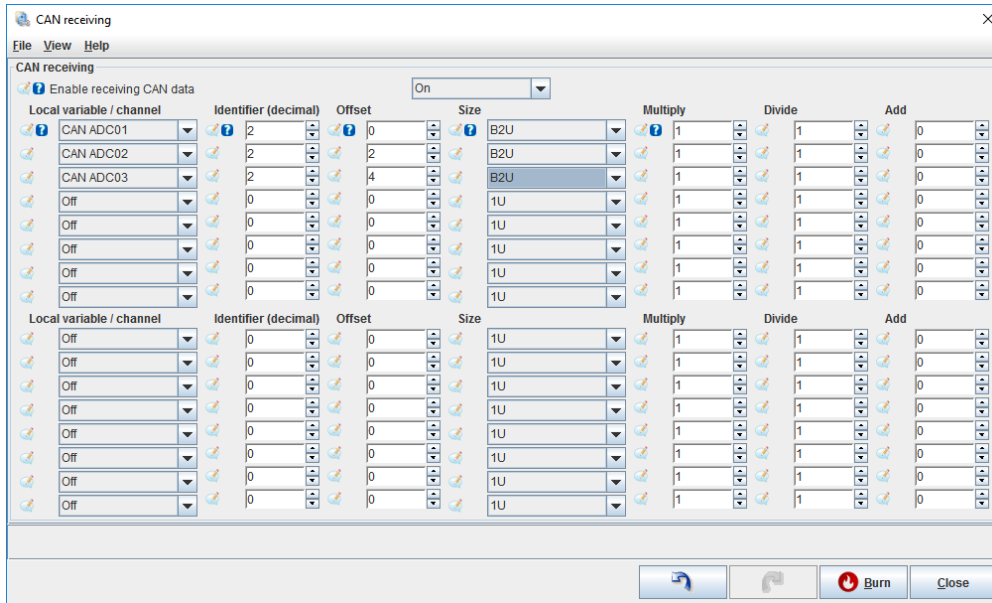 CAN receiving
File View Help
CAN receiving
Enable receiving CAN data On
Local variable / channel Identifier (decimal) Offset Size Multiply Divide Add
CAN ADC01 2 0 B2U 1 1 0
CAN ADC02 2 2 B2U 1 1 0
CAN ADC03 2 4 B2U 1 1 0
Off 0 0 1U 1 1 0
Off 0 0 1U 1 1 0
Off 0 0 1U 1 1 0
Off 0 0 1U 1 1 0
Off 0 0 1U 1 1 0
Local variable / channel Identifier (decimal) Offset Size Multiply Divide Add
Off 0 0 1U 1 1 0
Off 0 0 1U 1 1 0
Off 0 0 1U 1 1 0
Off 0 0 1U 1 1 0
Off 0 0 1U 1 1 0
Off 0 0 1U 1 1 0
Off 0 0 1U 1 1 0
Off 0 0 1U 1 1 0
Burn Close